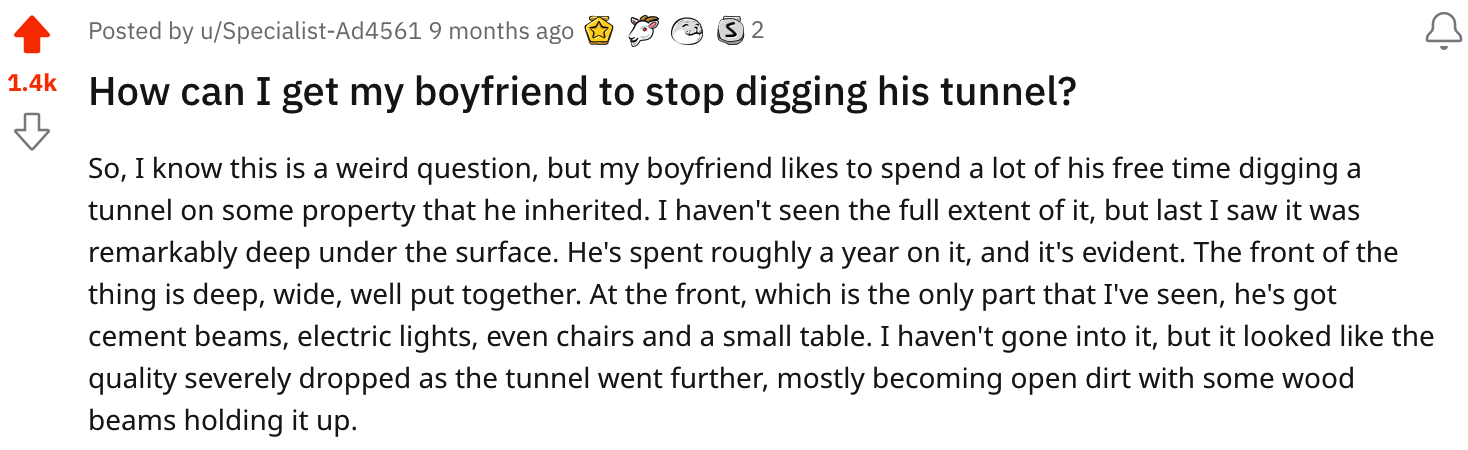 Posted by u/Specialist-Ad4561 9 months ago S 2
1.4k
How can I get my boyfriend to stop digging his tunnel?
So, I know this is a weird question, but my boyfriend likes to spend a lot of his free time digging a
tunnel on some property that he inherited. I haven't seen the full extent of it, but last I saw it was
remarkably deep under the surface. He's spent roughly a year on it, and it's evident. The front of the
thing is deep, wide, well put together. At the front, which is the only part that I've seen, he's got
cement beams, electric lights, even chairs and a small table. I haven't gone into it, but it looked like the
quality severely dropped as the tunnel went further, mostly becoming open dirt with some wood
beams holding it up.